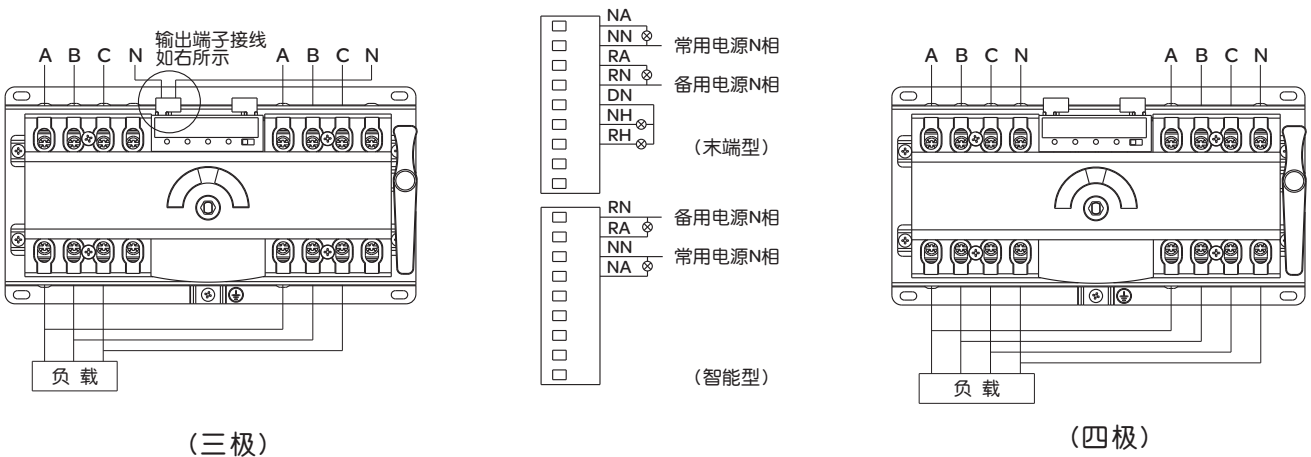 输出端子接线
如右所示
A B C N A B C N
负 载
(三极)
NA
NN 常用电源N相
RA
RN 备用电源N相
DN
NH
RH
(末端型)
RN 备用电源N相
RA
NN 常用电源N相
NA
(智能型)
A B C N A B C N
负 载
(四极)